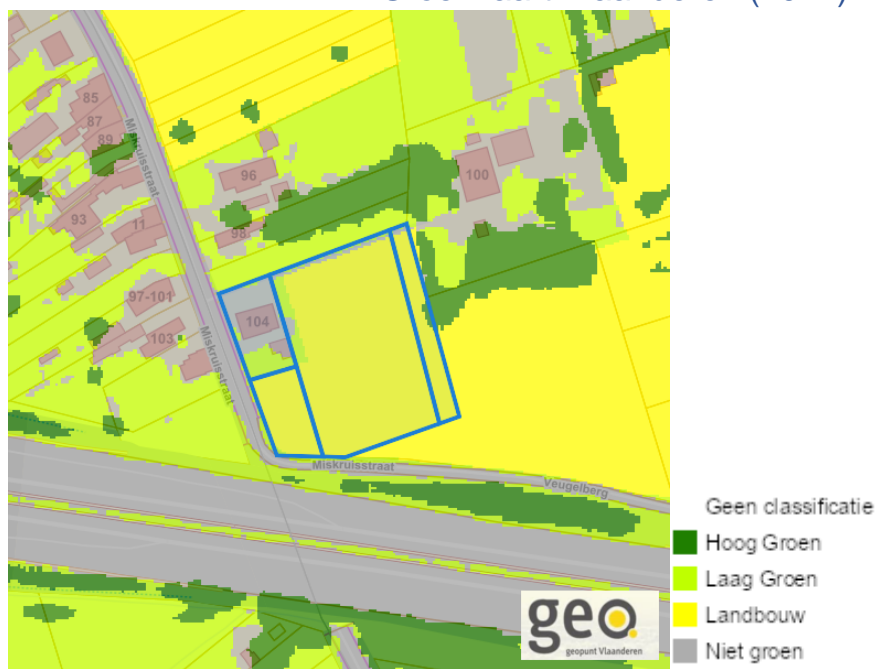 85
87
89
Miskruisstraat
93
11
96
98
100
97-101
103
104
Miskruisstraat
Miskruisstraat
Veugelberg
geo
geopunt Vlaanderen
Geen classificatie
Hoog Groen
Laag Groen
Landbouw
Niet groen